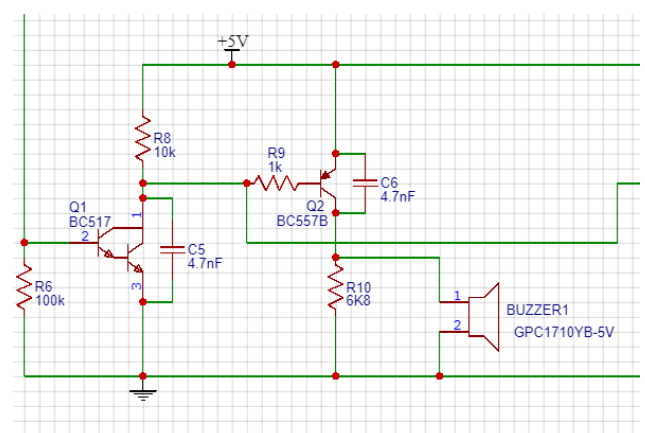 +5V
R8
10k
R9
1k
Q1
BC517
1
2
3
Q2
BC557B
C6
4.7nF
C5
4.7nF
R6
100k
R10
6K8
1
2
BUZZER1
GPC1710YB-5V